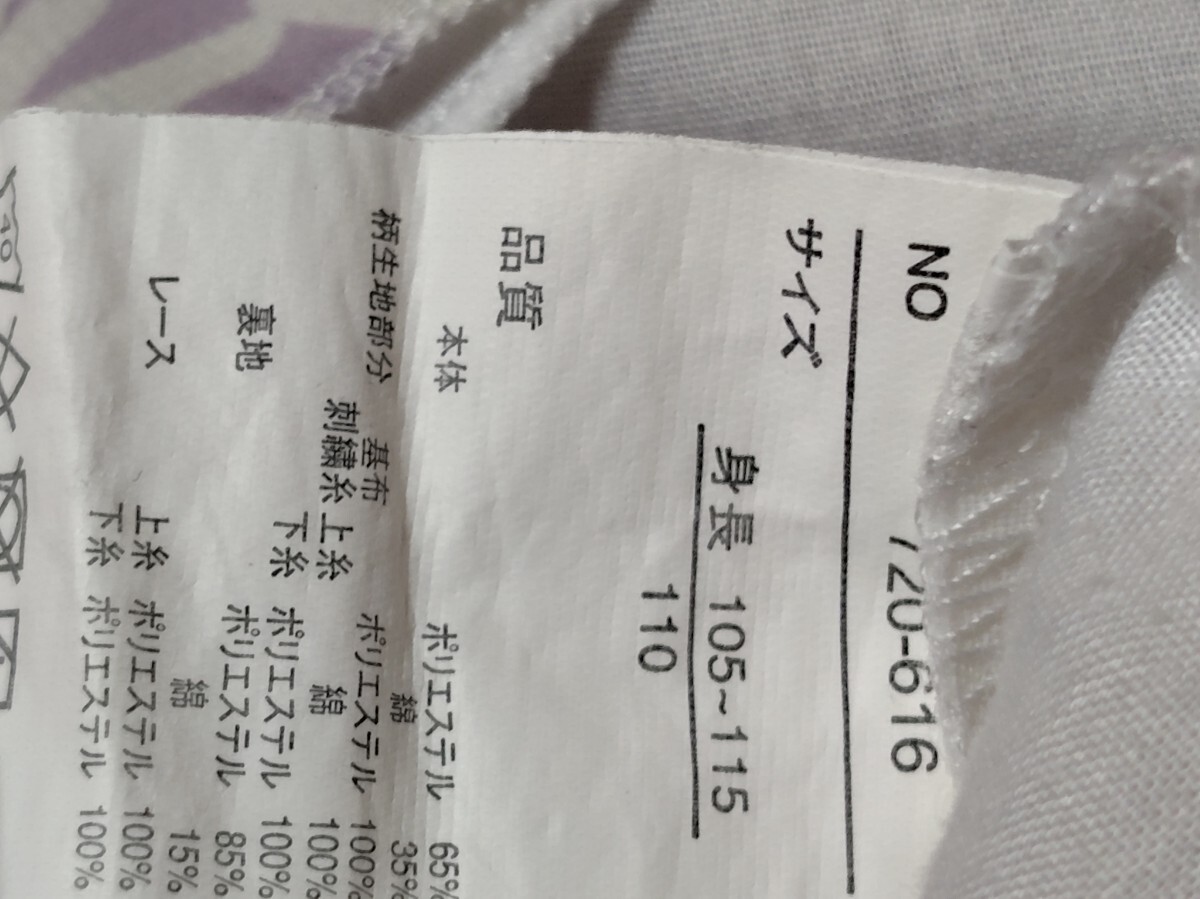 NO 720-616
サイズ
身長 105~115
110
品質
本体 ポリエステル 65%
綿 35%
柄生地部分 基布 ポリエステル 100%
刺繍糸 上糸 綿 100%
下糸 ポリエステル 100%
裏地 ポリエステル 85%
綿 15%
レース 上糸 ポリエステル 100%
下糸 ポリエステル 100%
40